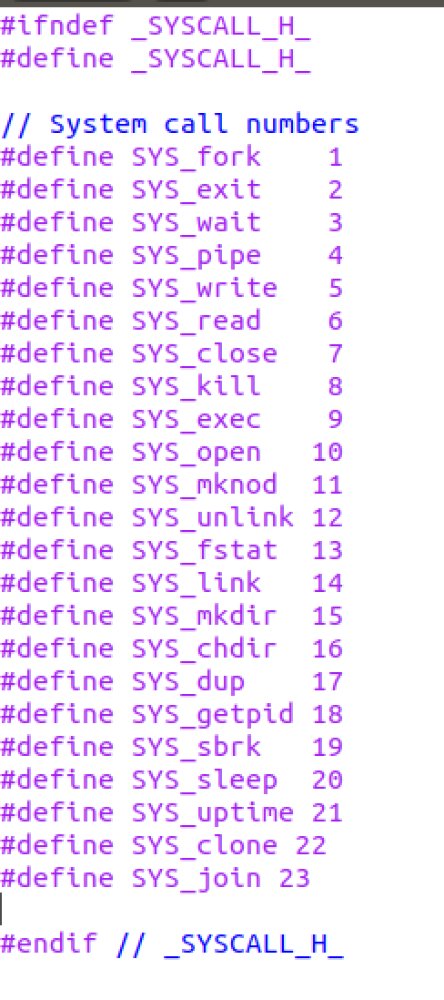 #ifndef _SYSCALL_H_
#define _SYSCALL_H_

// System call numbers
#define SYS_fork    1
#define SYS_exit    2
#define SYS_wait    3
#define SYS_pipe    4
#define SYS_write   5
#define SYS_read    6
#define SYS_close   7
#define SYS_kill    8
#define SYS_exec    9
#define SYS_open   10
#define SYS_mknod  11
#define SYS_unlink 12
#define SYS_fstat  13
#define SYS_link   14
#define SYS_mkdir  15
#define SYS_chdir  16
#define SYS_dup    17
#define SYS_getpid 18
#define SYS_sbrk   19
#define SYS_sleep  20
#define SYS_uptime 21
#define SYS_clone 22
#define SYS_join 23

#endif // _SYSCALL_H_